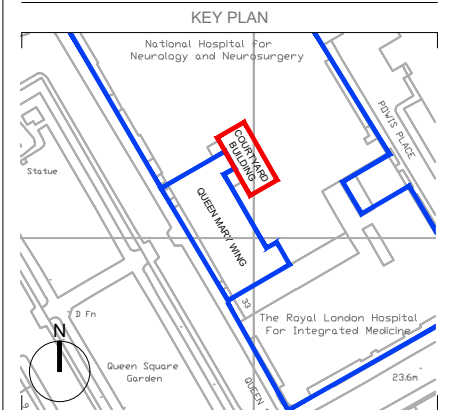 KEY PLAN
National Hospital for
Neurology and Neurosurgery
POWIS PLACE
COURTYARD
BUILDING
Statue
QUEEN MARY WING
33
D Fn
The Royal London Hospital
For Integrated Medicine
N
Queen Square
Garden
23.6m
QUEEN